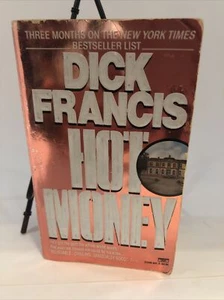 THREE MONTHS ON THE NEW YORK TIMES
BESTSELLER LIST
DICK
FRANCIS
HOT
MONEY